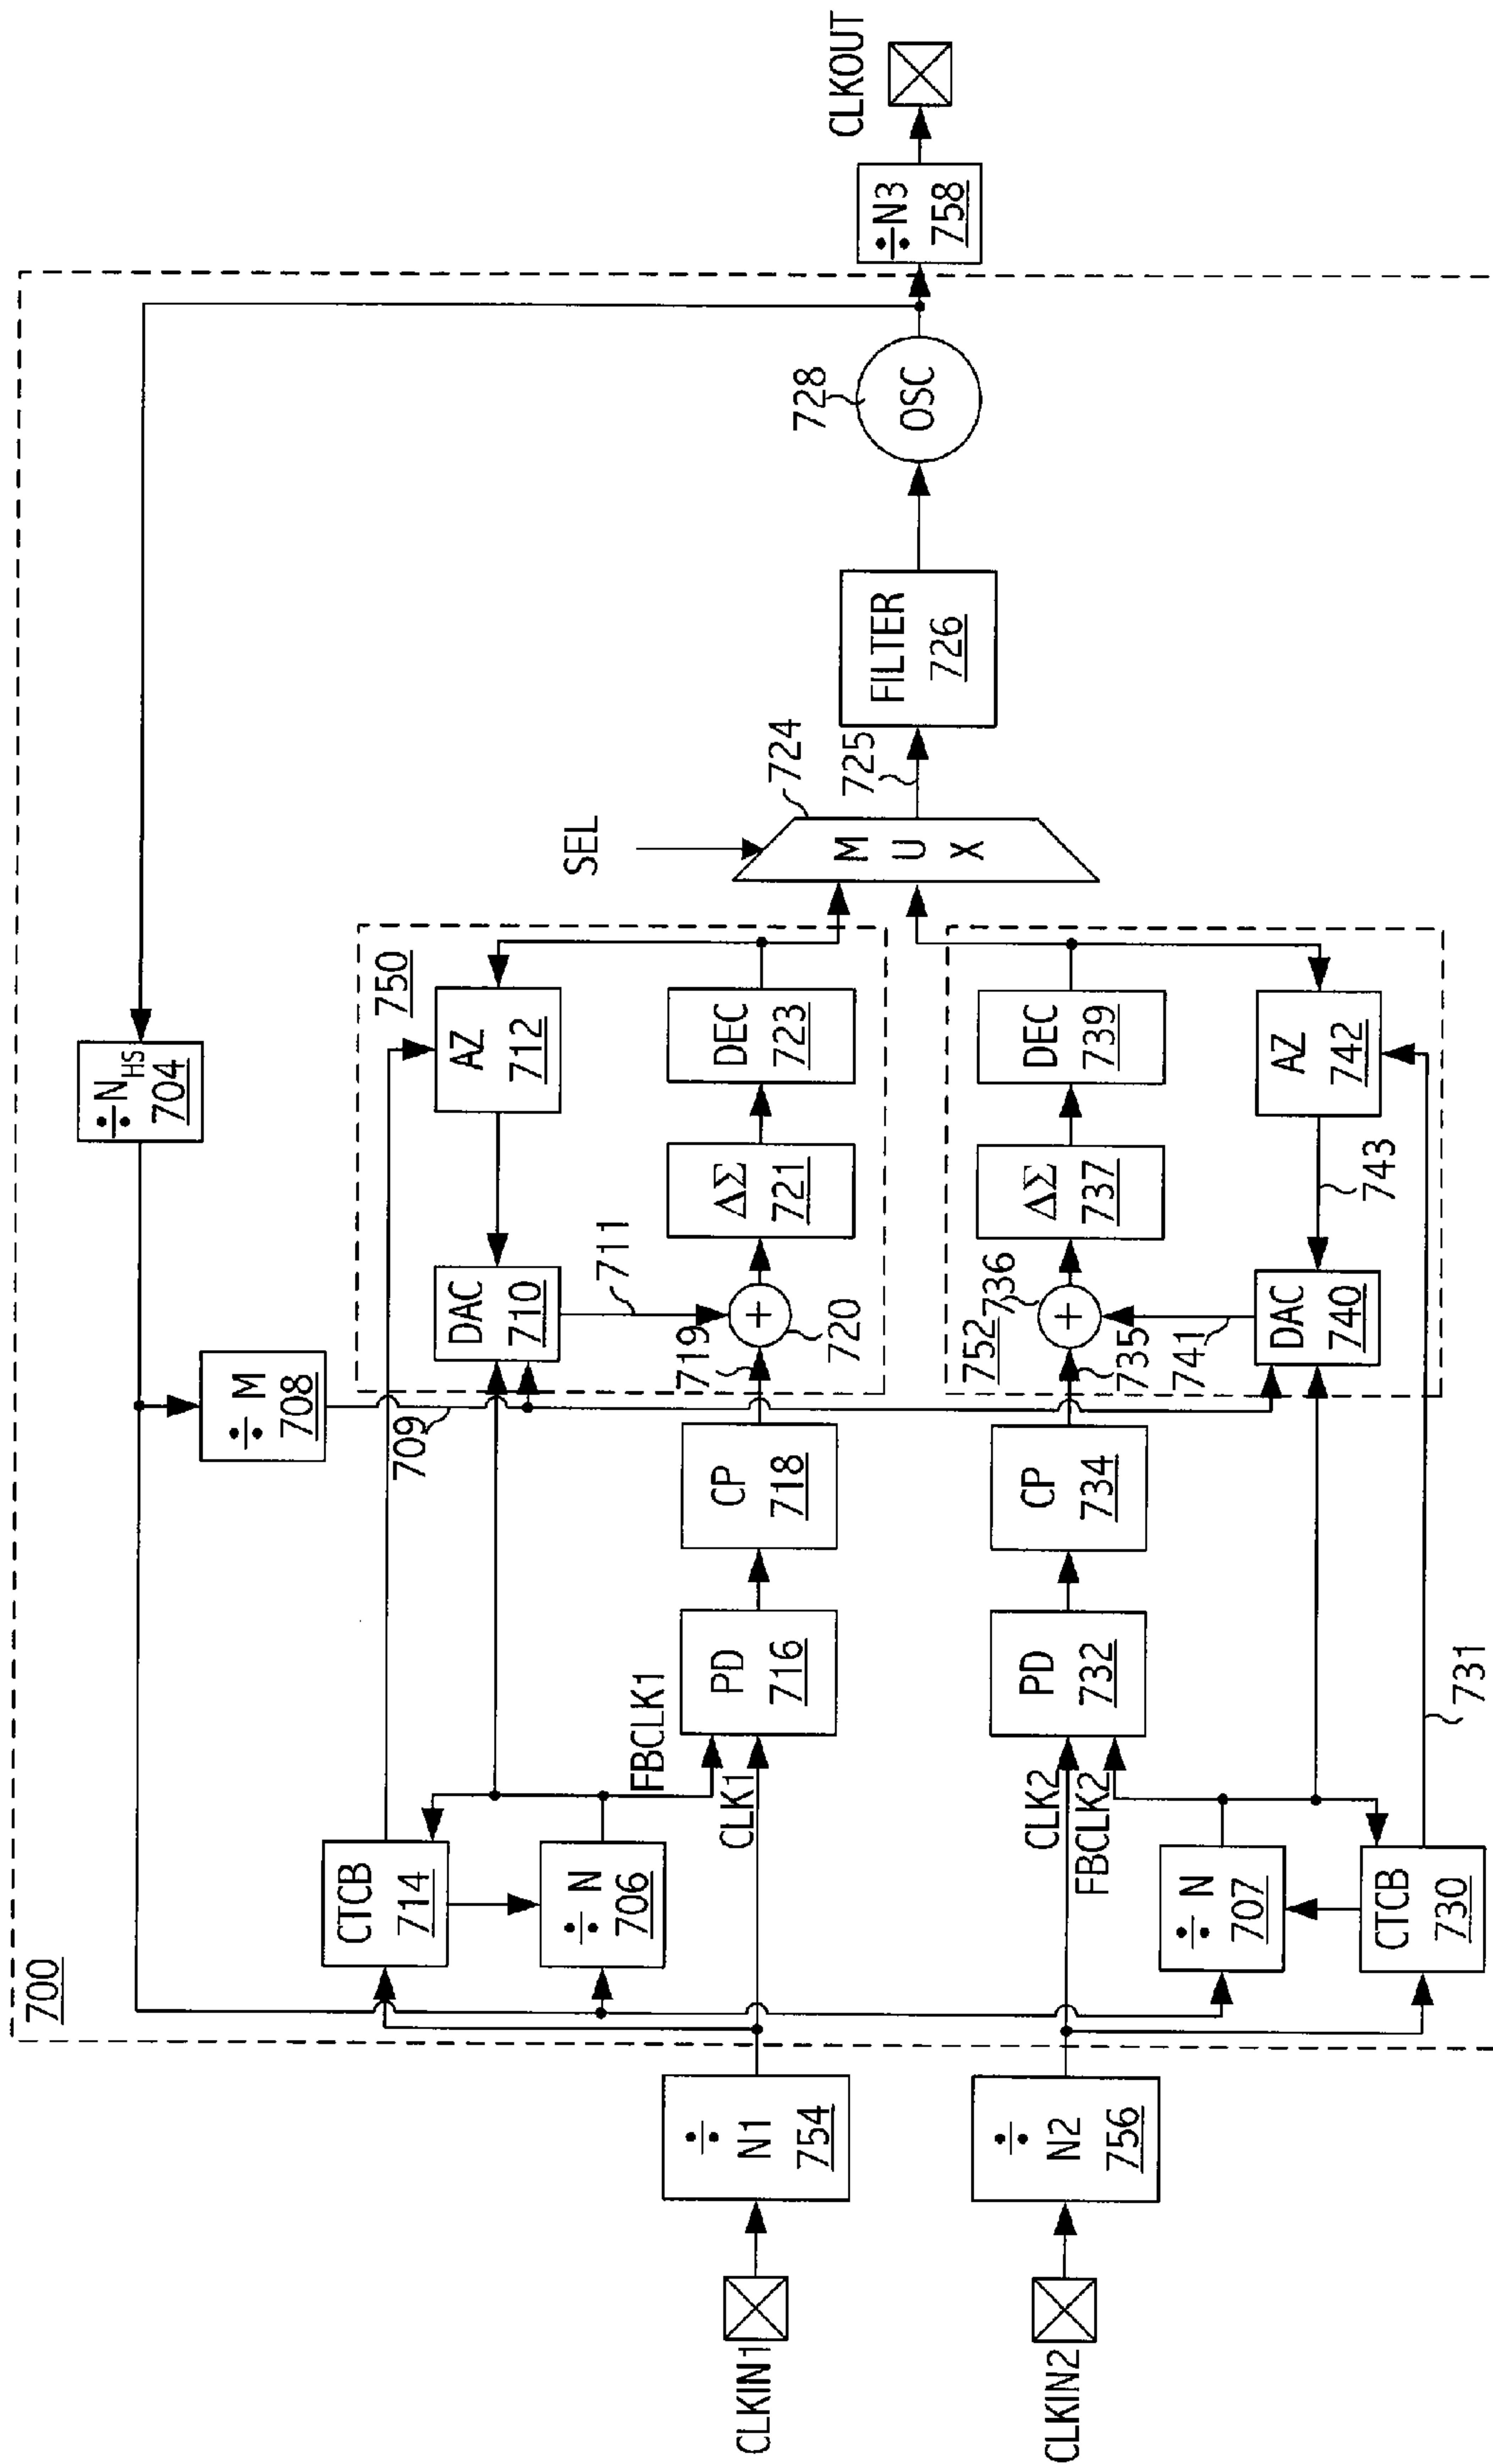 700
÷N_HS
704
÷ M
708
709
750
CTCB
714
÷ N
706
FBCLK1
CLK1
AZ
712
DAC
710
711
CLKIN1
÷
N1
754
PD
716
CP
718
719
+
720
ΔΣ
721
DEC
723
SEL
724
M
U
X
725
FILTER
726
728
OSC
÷N3
758
CLKOUT
CLKIN2
÷
N2
756
CLK2
FBCLK2
PD
732
CP
734
735
752
+
736
ΔΣ
737
DEC
739
741
÷ N
707
CTCB
730
731
DAC
740
743
AZ
742